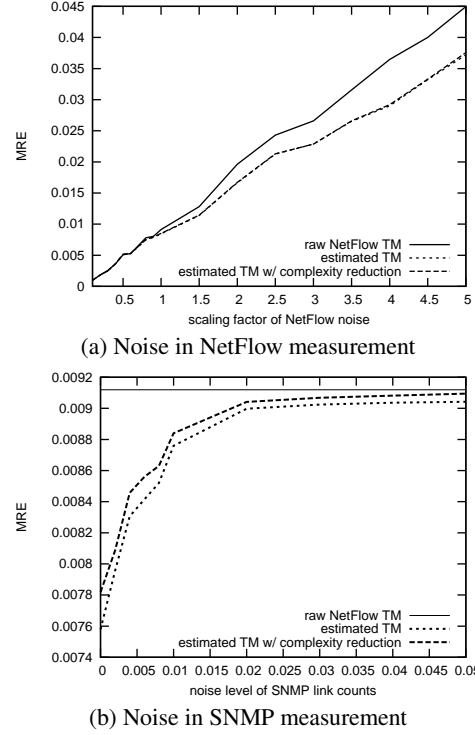 0.045
0.04
0.035
0.03
0.025
0.02
0.015
0.01
0.005
0
MRE
raw NetFlow TM
estimated TM
estimated TM w/ complexity reduction
0.5 1 1.5 2 2.5 3 3.5 4 4.5 5
scaling factor of NetFlow noise
(a) Noise in NetFlow measurement
0.0092
0.009
0.0088
0.0086
0.0084
0.0082
0.008
0.0078
0.0076
0.0074
MRE
raw NetFlow TM
estimated TM
estimated TM w/ complexity reduction
0 0.005 0.01 0.015 0.02 0.025 0.03 0.035 0.04 0.045 0.05
noise level of SNMP link counts
(b) Noise in SNMP measurement